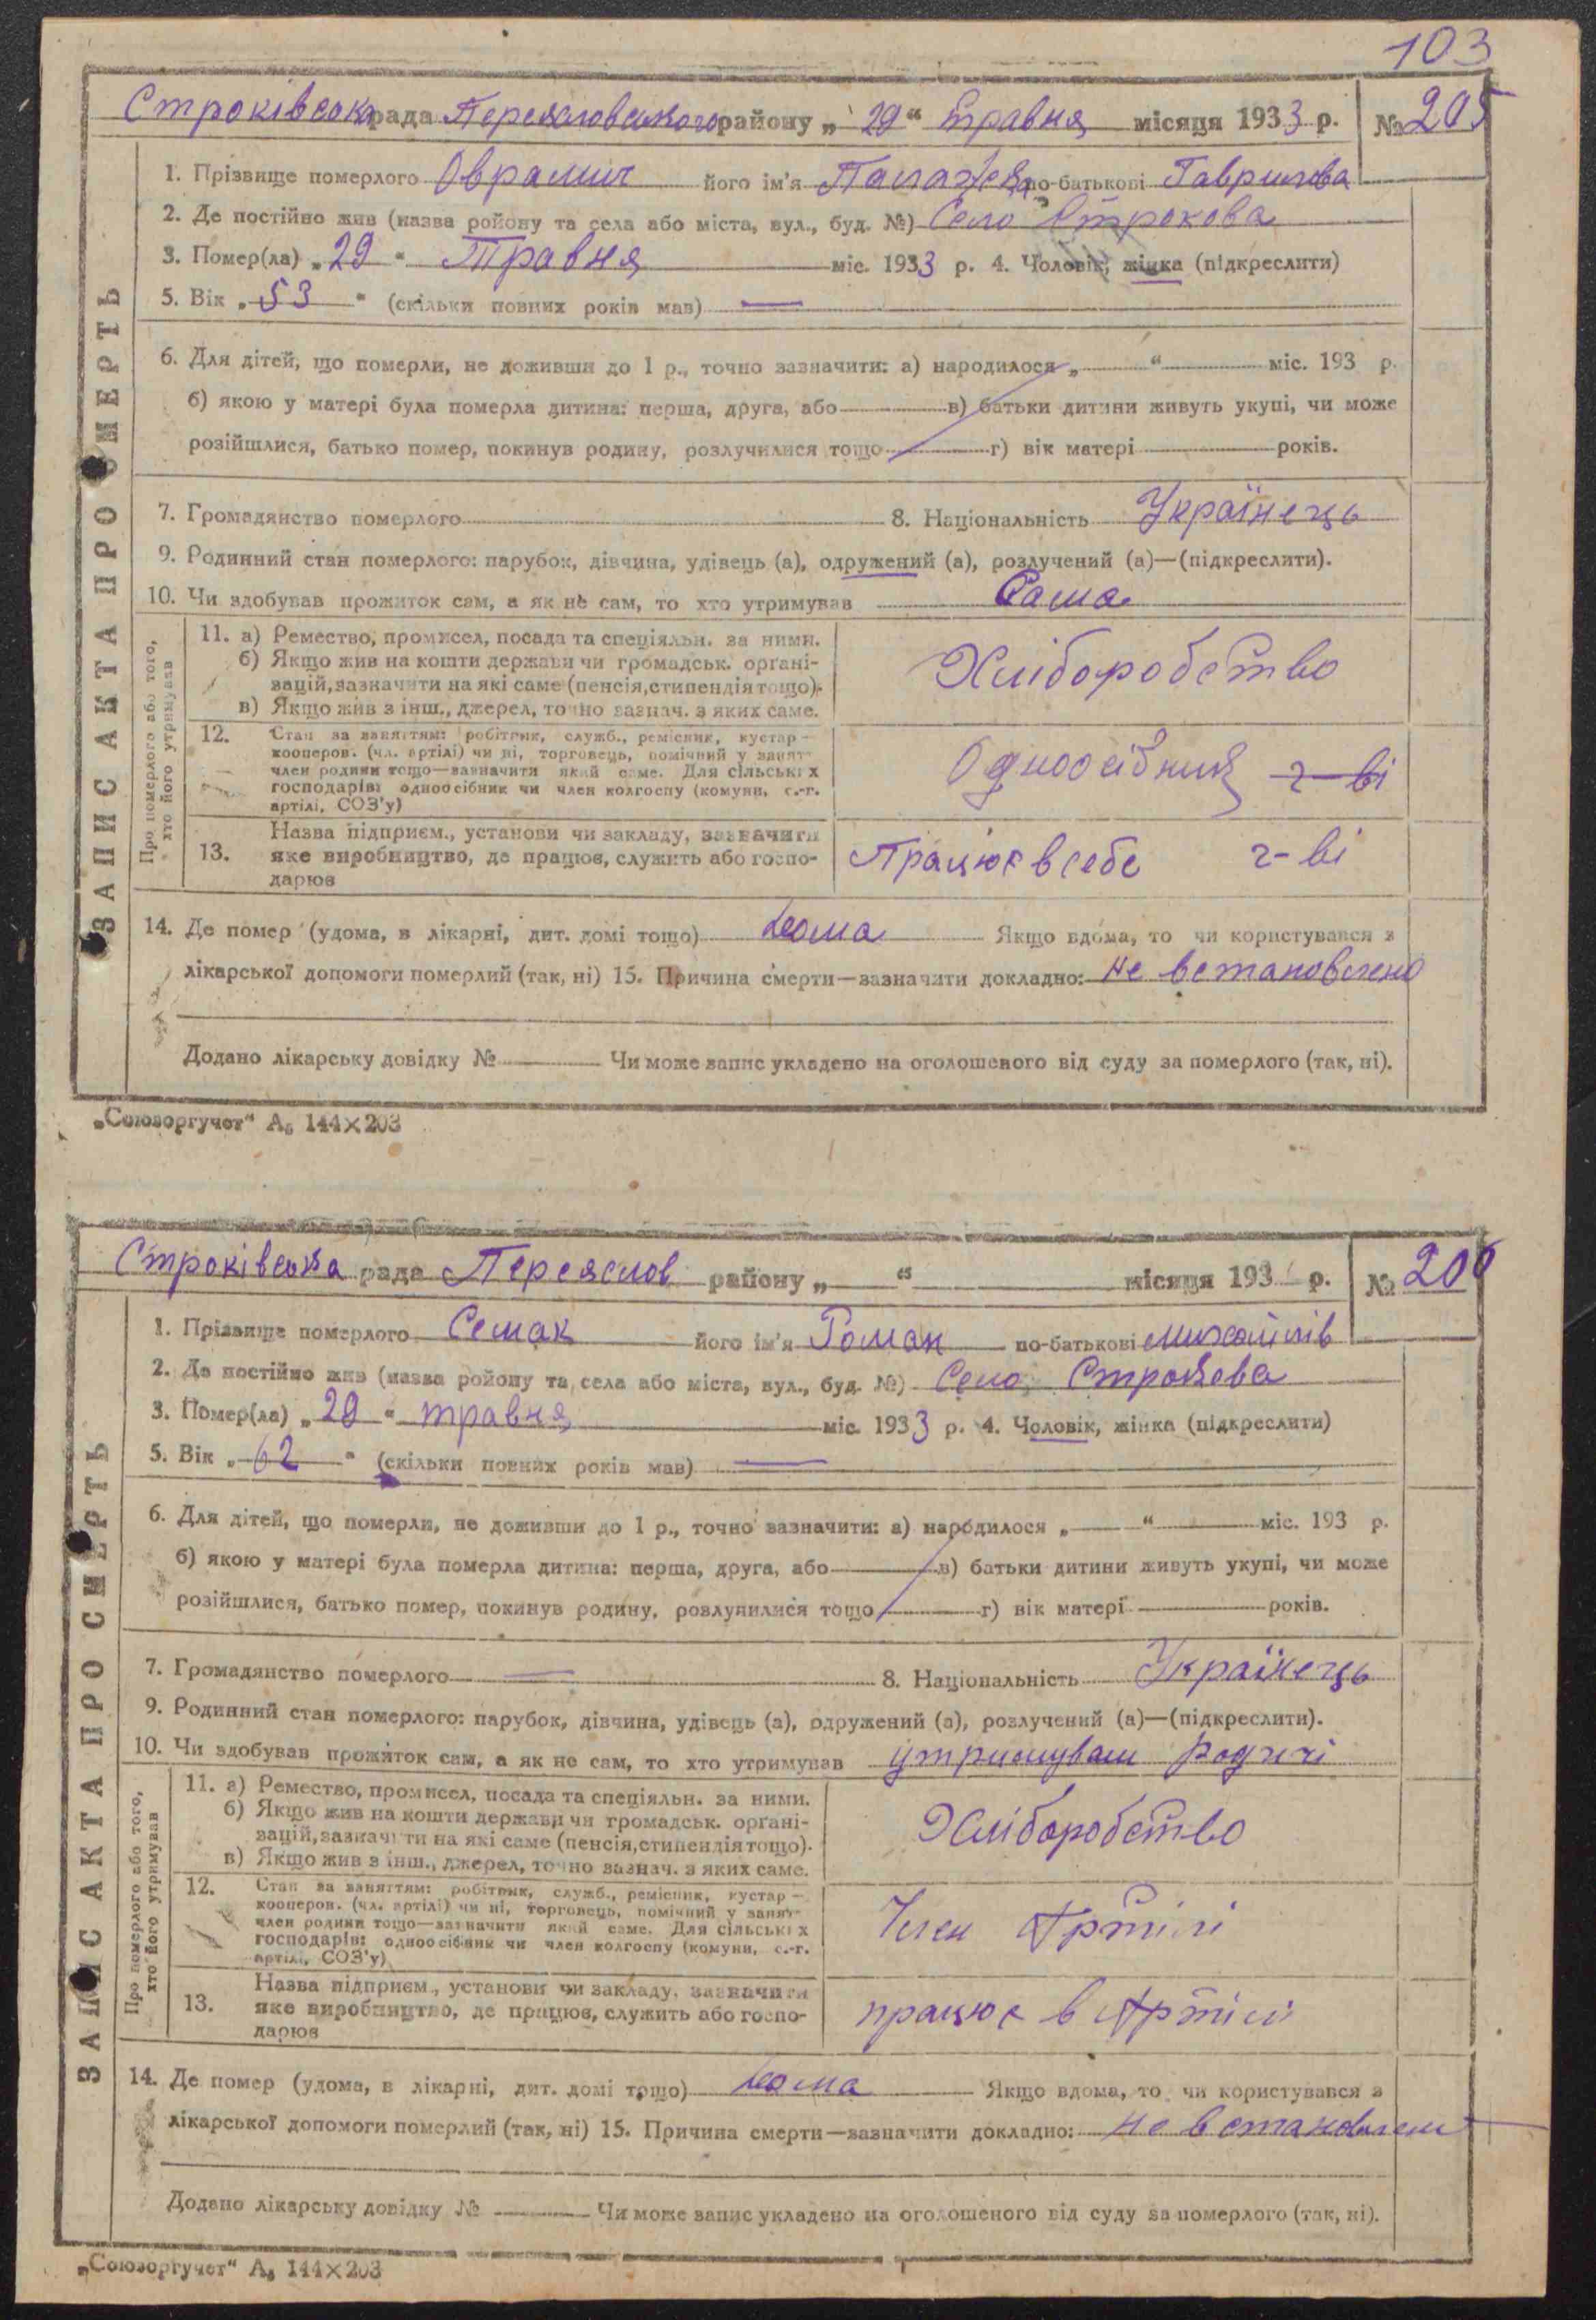 103
Строківська рада Переяславського району „ 29 “ травня місяця 1933 р. № 205
1. Прізвище померлого Оврамич його ім'я Палажка по-батькові Гаврилова
2. Де постійно жив (назва ройону та села або міста, вул., буд. №) Село Строкова
3. Помер(ла) „ 29 “ Травня міс. 1933 р. 4. Чоловік, жінка (підкреслити)
5. Вік „ 53 “ (скільки повних років мав) —
6. Для дітей, що померли, не доживши до 1 р., точно зазначити: а) народилося „ “ міс. 193 р.
б) якою у матері була померла дитина: перша, друга, або в) батьки дитини живуть укупі, чи може
розійшлися, батько помер, покинув родину, розлучилися тощо г) вік матері років.
7. Громадянство померлого 8. Національність Українець
9. Родинний стан померлого: парубок, дівчина, удівець (а), одружений (а), розлучений (а)—(підкреслити).
10. Чи здобував прожиток сам, а як не сам, то хто утримував Сама
Про померлого або того, хто його утримував
11. а) Ремество, промисел, посада та спеціяльн. за ними.
б) Якщо жив на кошти держави чи громадськ. орґані-
зацій, зазначити на які саме (пенсія, стипендія тощо).
в) Якщо жив з інш., джерел, точно зазнач. з яких саме.
Хліборобство
12. Стан за заняттям: робітник, служб., ремісник, кустар—
кооперов. (чл. артілі) чи ні, торговець, помічний у занят-
член родини тощо—зазначити який саме. Для сільських
господарів: одноосібник чи член колгоспу (комуни, с.-г.
артілі, СОЗ'у)
Одноосібник г-ві
13. Назва підприєм., установи чи закладу, зазначити
яке виробництво, де працює, служить або госпо-
дарює
Працює в себе г-ві
14. Де помер (удома, в лікарні, дит. домі тощо) Дома Якщо вдома, то чи користувався з
лікарської допомоги померлий (так, ні) 15. Причина смерти—зазначити докладно: не встановлено
Додано лікарську довідку № Чи може запис укладено на оголошеного від суду за померлого (так, ні).
ЗАПИС АКТА ПРО СМЕРТЬ
„Союзоргучет“ А₅ 144×203
Строківська рада Переяслов району „ “ місяця 193 р. № 206
1. Прізвище померлого Семак його ім'я Роман по-батькові Михайлів
2. Де постійно жив (назва ройону та села або міста, вул., буд. №) Село Строкова
3. Помер(ла) „ 29 “ травня міс. 1933 р. 4. Чоловік, жінка (підкреслити)
5. Вік „ 62 “ (скільки повних років мав) —
6. Для дітей, що померли, не доживши до 1 р., точно зазначити: а) народилося „ “ міс. 193 р.
б) якою у матері була померла дитина: перша, друга, або в) батьки дитини живуть укупі, чи може
розійшлися, батько помер, покинув родину, розлучилися тощо г) вік матері років.
7. Громадянство померлого — 8. Національність Українець
9. Родинний стан померлого: парубок, дівчина, удівець (а), одружений (а), розлучений (а)—(підкреслити).
10. Чи здобував прожиток сам, а як не сам, то хто утримував утримували родичі
Про померлого або того, хто його утримував
11. а) Ремество, промисел, посада та спеціяльн. за ними.
б) Якщо жив на кошти держави чи громадськ. орґані-
зацій, зазначити на які саме (пенсія, стипендія тощо).
в) Якщо жив з інш., джерел, точно зазнач. з яких саме.
Хліборобство
12. Стан за заняттям: робітник, служб., ремісник, кустар—
кооперов. (чл. артілі) чи ні, торговець, помічний у занят-
член родини тощо—зазначити який саме. Для сільських
господарів: одноосібник чи член колгоспу (комуни, с.-г.
артілі, СОЗ'у)
Член Артілі
13. Назва підприєм., установи чи закладу, зазначити
яке виробництво, де працює, служить або госпо-
дарює
працює в Артілі
14. Де помер (удома, в лікарні, дит. домі тощо) дома Якщо вдома, то чи користувався з
лікарської допомоги померлий (так, ні) 15. Причина смерти—зазначити докладно: не встановлени
Додано лікарську довідку № Чи може запис укладено на оголошеного від суду за померлого (так, ні).
ЗАПИС АКТА ПРО СМЕРТЬ
„Союзоргучет“ А₅ 144×203